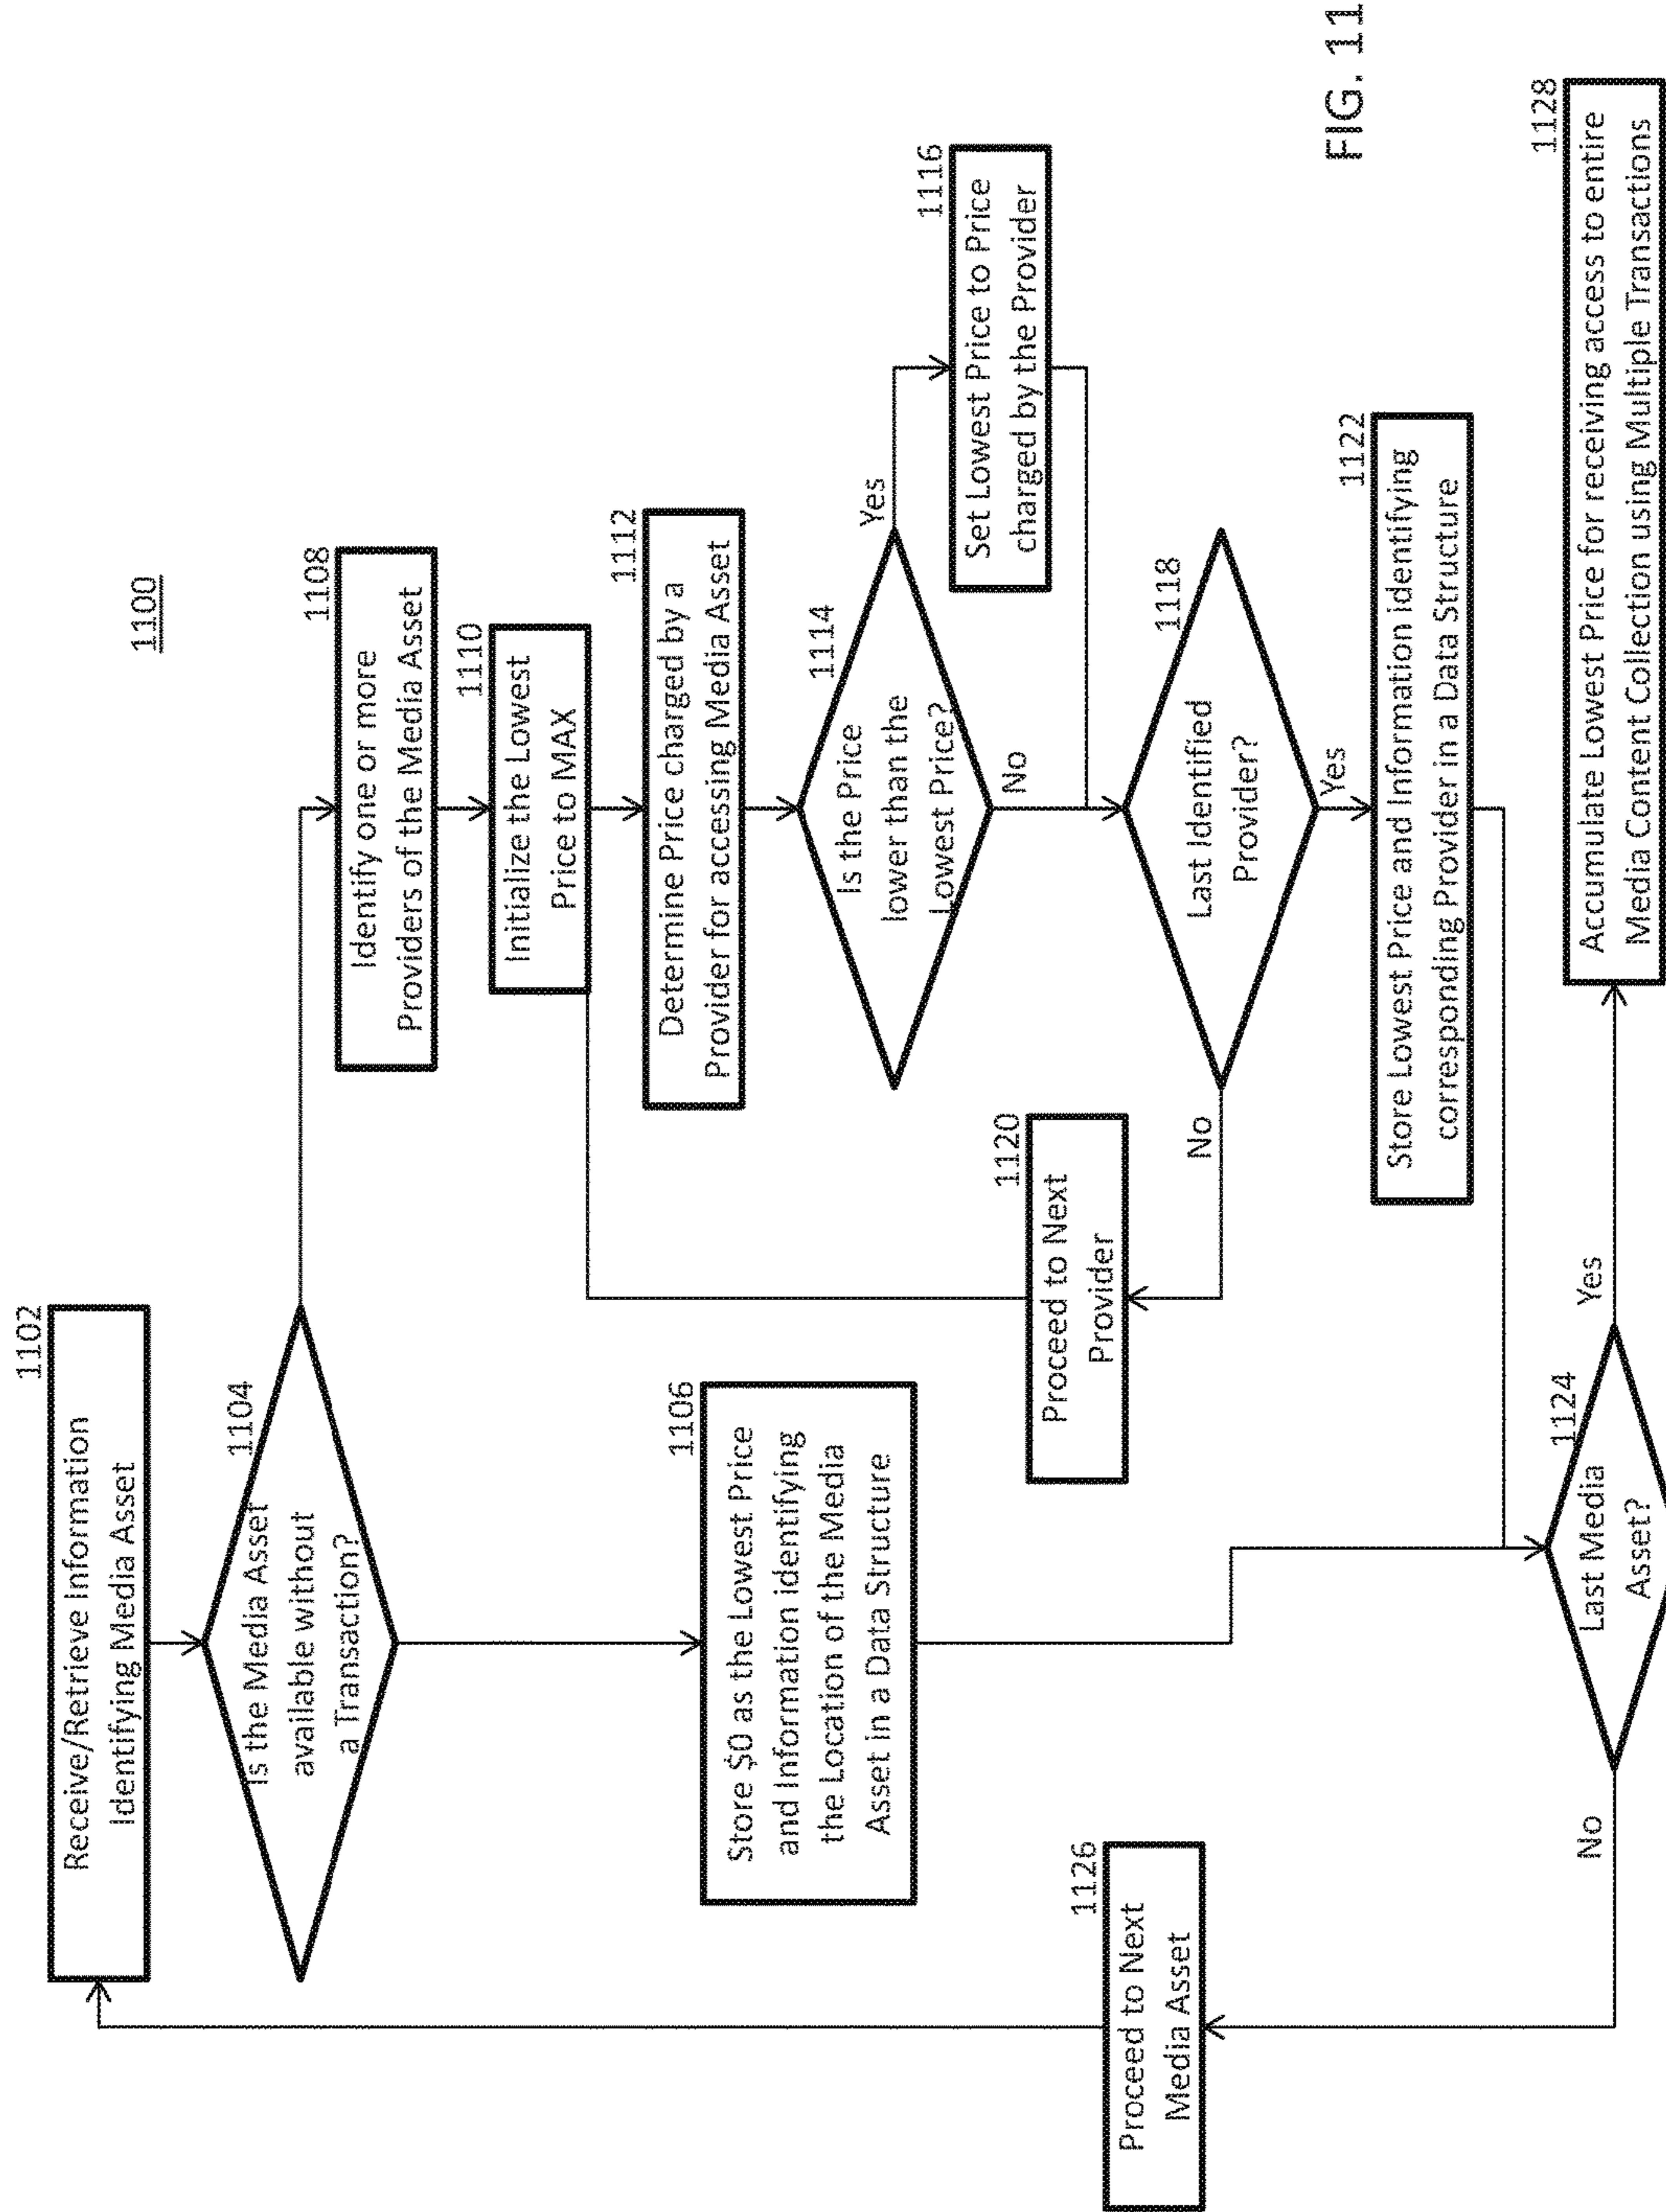 1100
1102
Receive/Retrieve Information
Identifying Media Asset
1104
Is the Media Asset
available without
a Transaction?
1106
Store $0 as the Lowest Price
and Information identifying
the Location of the Media
Asset in a Data Structure
1108
Identify one or more
Providers of the Media Asset
1110
Initialize the Lowest
Price to MAX
1112
Determine Price charged by a
Provider for accessing Media Asset
1114
Is the Price
lower than the
Lowest Price?
Yes
No
1116
Set Lowest Price to Price
charged by the Provider
1118
Last Identified
Provider?
No
Yes
1120
Proceed to Next
Provider
1122
Store Lowest Price and Information identifying
corresponding Provider in a Data Structure
1124
Last Media
Asset?
No
Yes
1126
Proceed to Next
Media Asset
1128
Accumulate Lowest Price for receiving access to entire
Media Content Collection using Multiple Transactions
FIG. 11